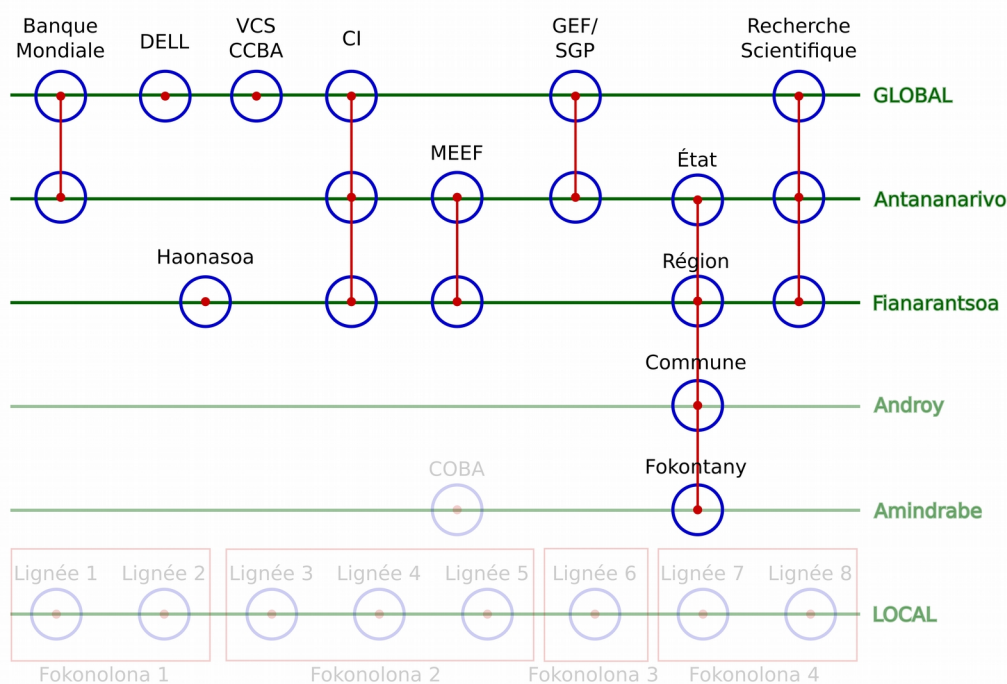 Banque
Mondiale
DELL
VCS
CCBA
CI
GEF/
SGP
Recherche
Scientifique
GLOBAL
MEEF
État
Antananarivo
Haonasoa
Région
Fianarantsoa
Commune
Androy
COBA
Fokontany
Amindrabe
Lignée 1
Lignée 2
Lignée 3
Lignée 4
Lignée 5
Lignée 6
Lignée 7
Lignée 8
LOCAL
Fokonolona 1
Fokonolona 2
Fokonolona 3
Fokonolona 4